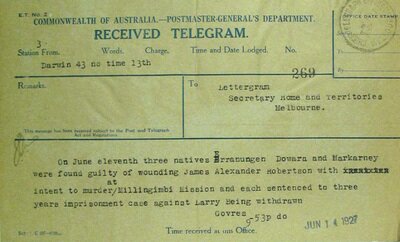 E.T. No. 2
COMMONWEALTH OF AUSTRALIA.—POSTMASTER-GENERAL'S DEPARTMENT.
OFFICE DATE STAMP
RECEIVED TELEGRAM.
3
Station From. Words. Charge. Time and Date Lodged. No.
Darwin 43 no time 13th
269
Remarks. To
Lettergram
Secretary Home and Territories
Melbourne.
This message has been received subject to the Post and Telegraph
Act and Regulations
On June eleventh three natives Erranungen Dowara and Markarney
were found guilty of wounding James Alexander Robertson with
at
intent to murder/Millingimbi Mission and each sentenced to three
years imprisonment case against Larry Being withdrawn
Govres
-53p do
Time received at this Office.
JUN 14 1927